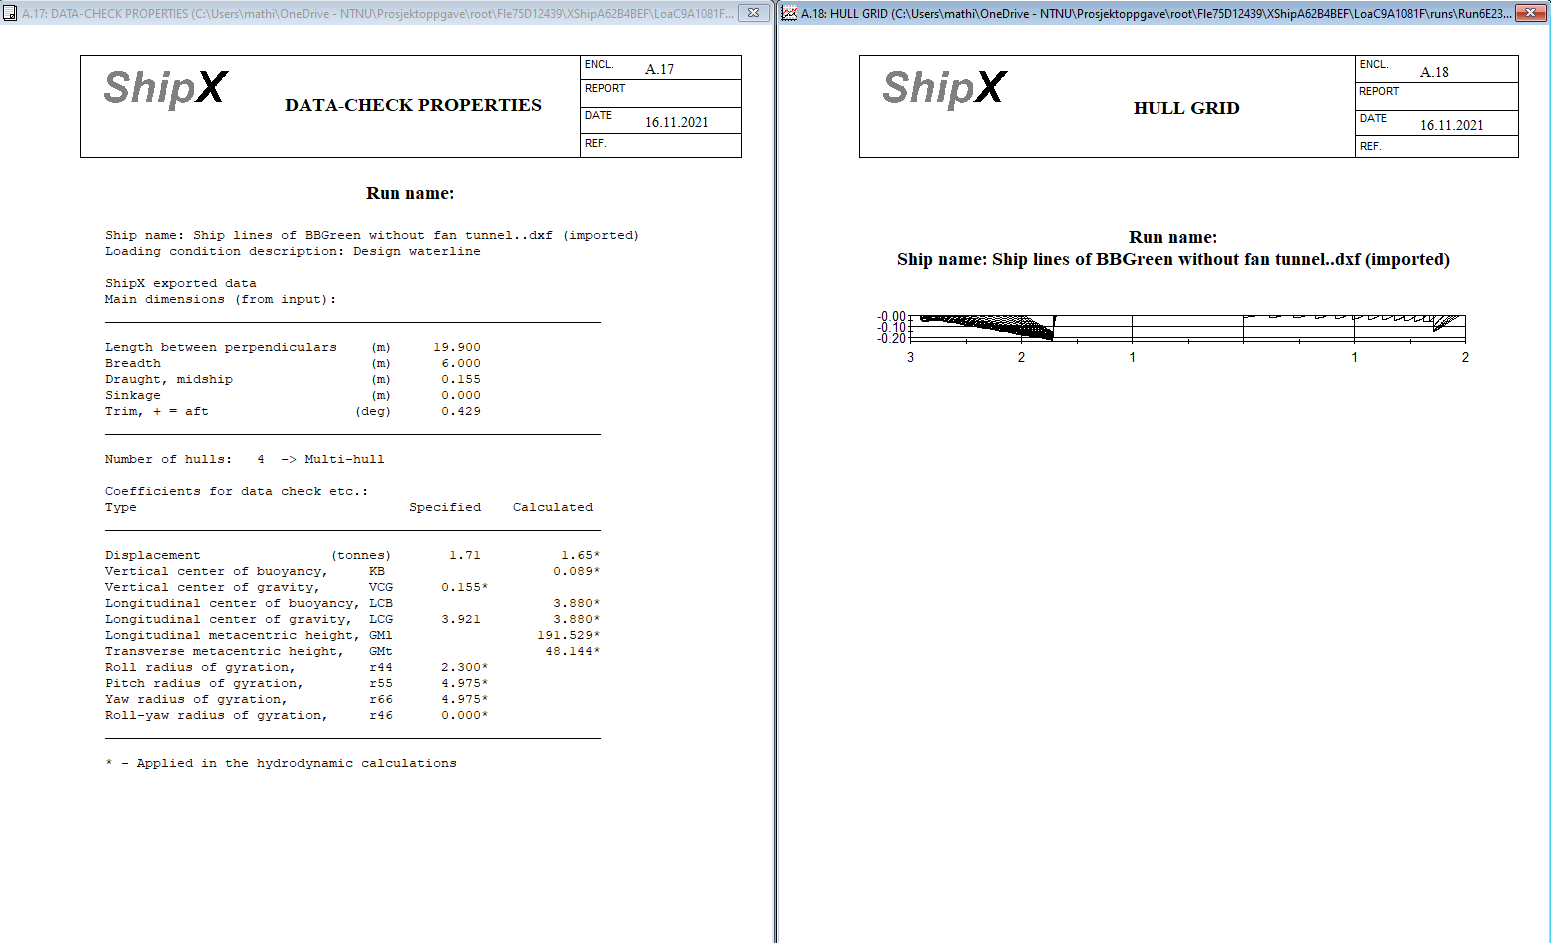 A.17: DATA-CHECK PROPERTIES (C:\Users\mathi\OneDrive - NTNU\Prosjektoppgave\root\Fle75D12439\XShipA62B4BEF\LoaC9A1081F...
ShipX
DATA-CHECK PROPERTIES
ENCL. A.17
REPORT
DATE 16.11.2021
REF.
Run name:
Ship name: Ship lines of BBGreen without fan tunnel..dxf (imported)
Loading condition description: Design waterline
ShipX exported data
Main dimensions (from input):
Length between perpendiculars (m) 19.900
Breadth (m) 6.000
Draught, midship (m) 0.155
Sinkage (m) 0.000
Trim, + = aft (deg) 0.429
Number of hulls: 4 -> Multi-hull
Coefficients for data check etc.:
Type Specified Calculated
Displacement (tonnes) 1.71 1.65*
Vertical center of buoyancy, KB 0.089*
Vertical center of gravity, VCG 0.155*
Longitudinal center of buoyancy, LCB 3.880*
Longitudinal center of gravity, LCG 3.921 3.880*
Longitudinal metacentric height, GMl 191.529*
Transverse metacentric height, GMt 48.144*
Roll radius of gyration, r44 2.300*
Pitch radius of gyration, r55 4.975*
Yaw radius of gyration, r66 4.975*
Roll-yaw radius of gyration, r46 0.000*
* - Applied in the hydrodynamic calculations
A.18: HULL GRID (C:\Users\mathi\OneDrive - NTNU\Prosjektoppgave\root\Fle75D12439\XShipA62B4BEF\LoaC9A1081F\runs\Run6E23...
ShipX
HULL GRID
ENCL. A.18
REPORT
DATE 16.11.2021
REF.
Run name:
Ship name: Ship lines of BBGreen without fan tunnel..dxf (imported)
-0.00
-0.10
-0.20
3 2 1 1 2